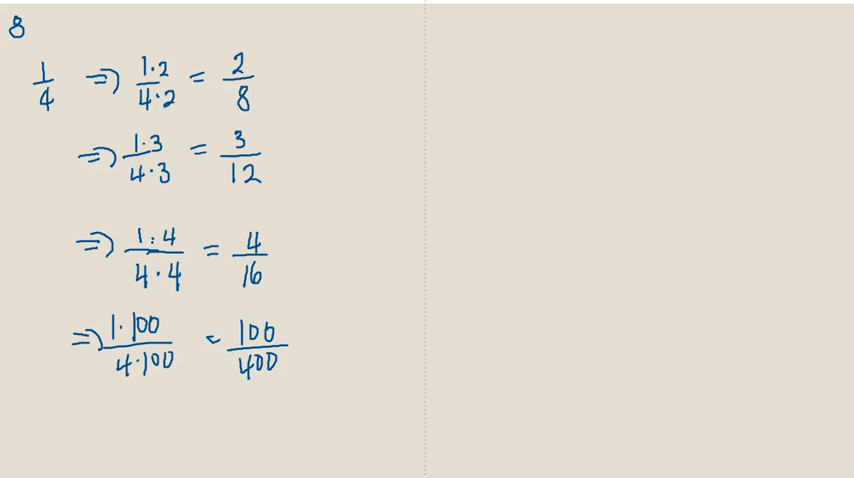 8
1/4 ⇒ 1·2/4·2 = 2/8
⇒ 1·3/4·3 = 3/12
⇒ 1·4/4·4 = 4/16
⇒ 1·100/4·100 = 100/400